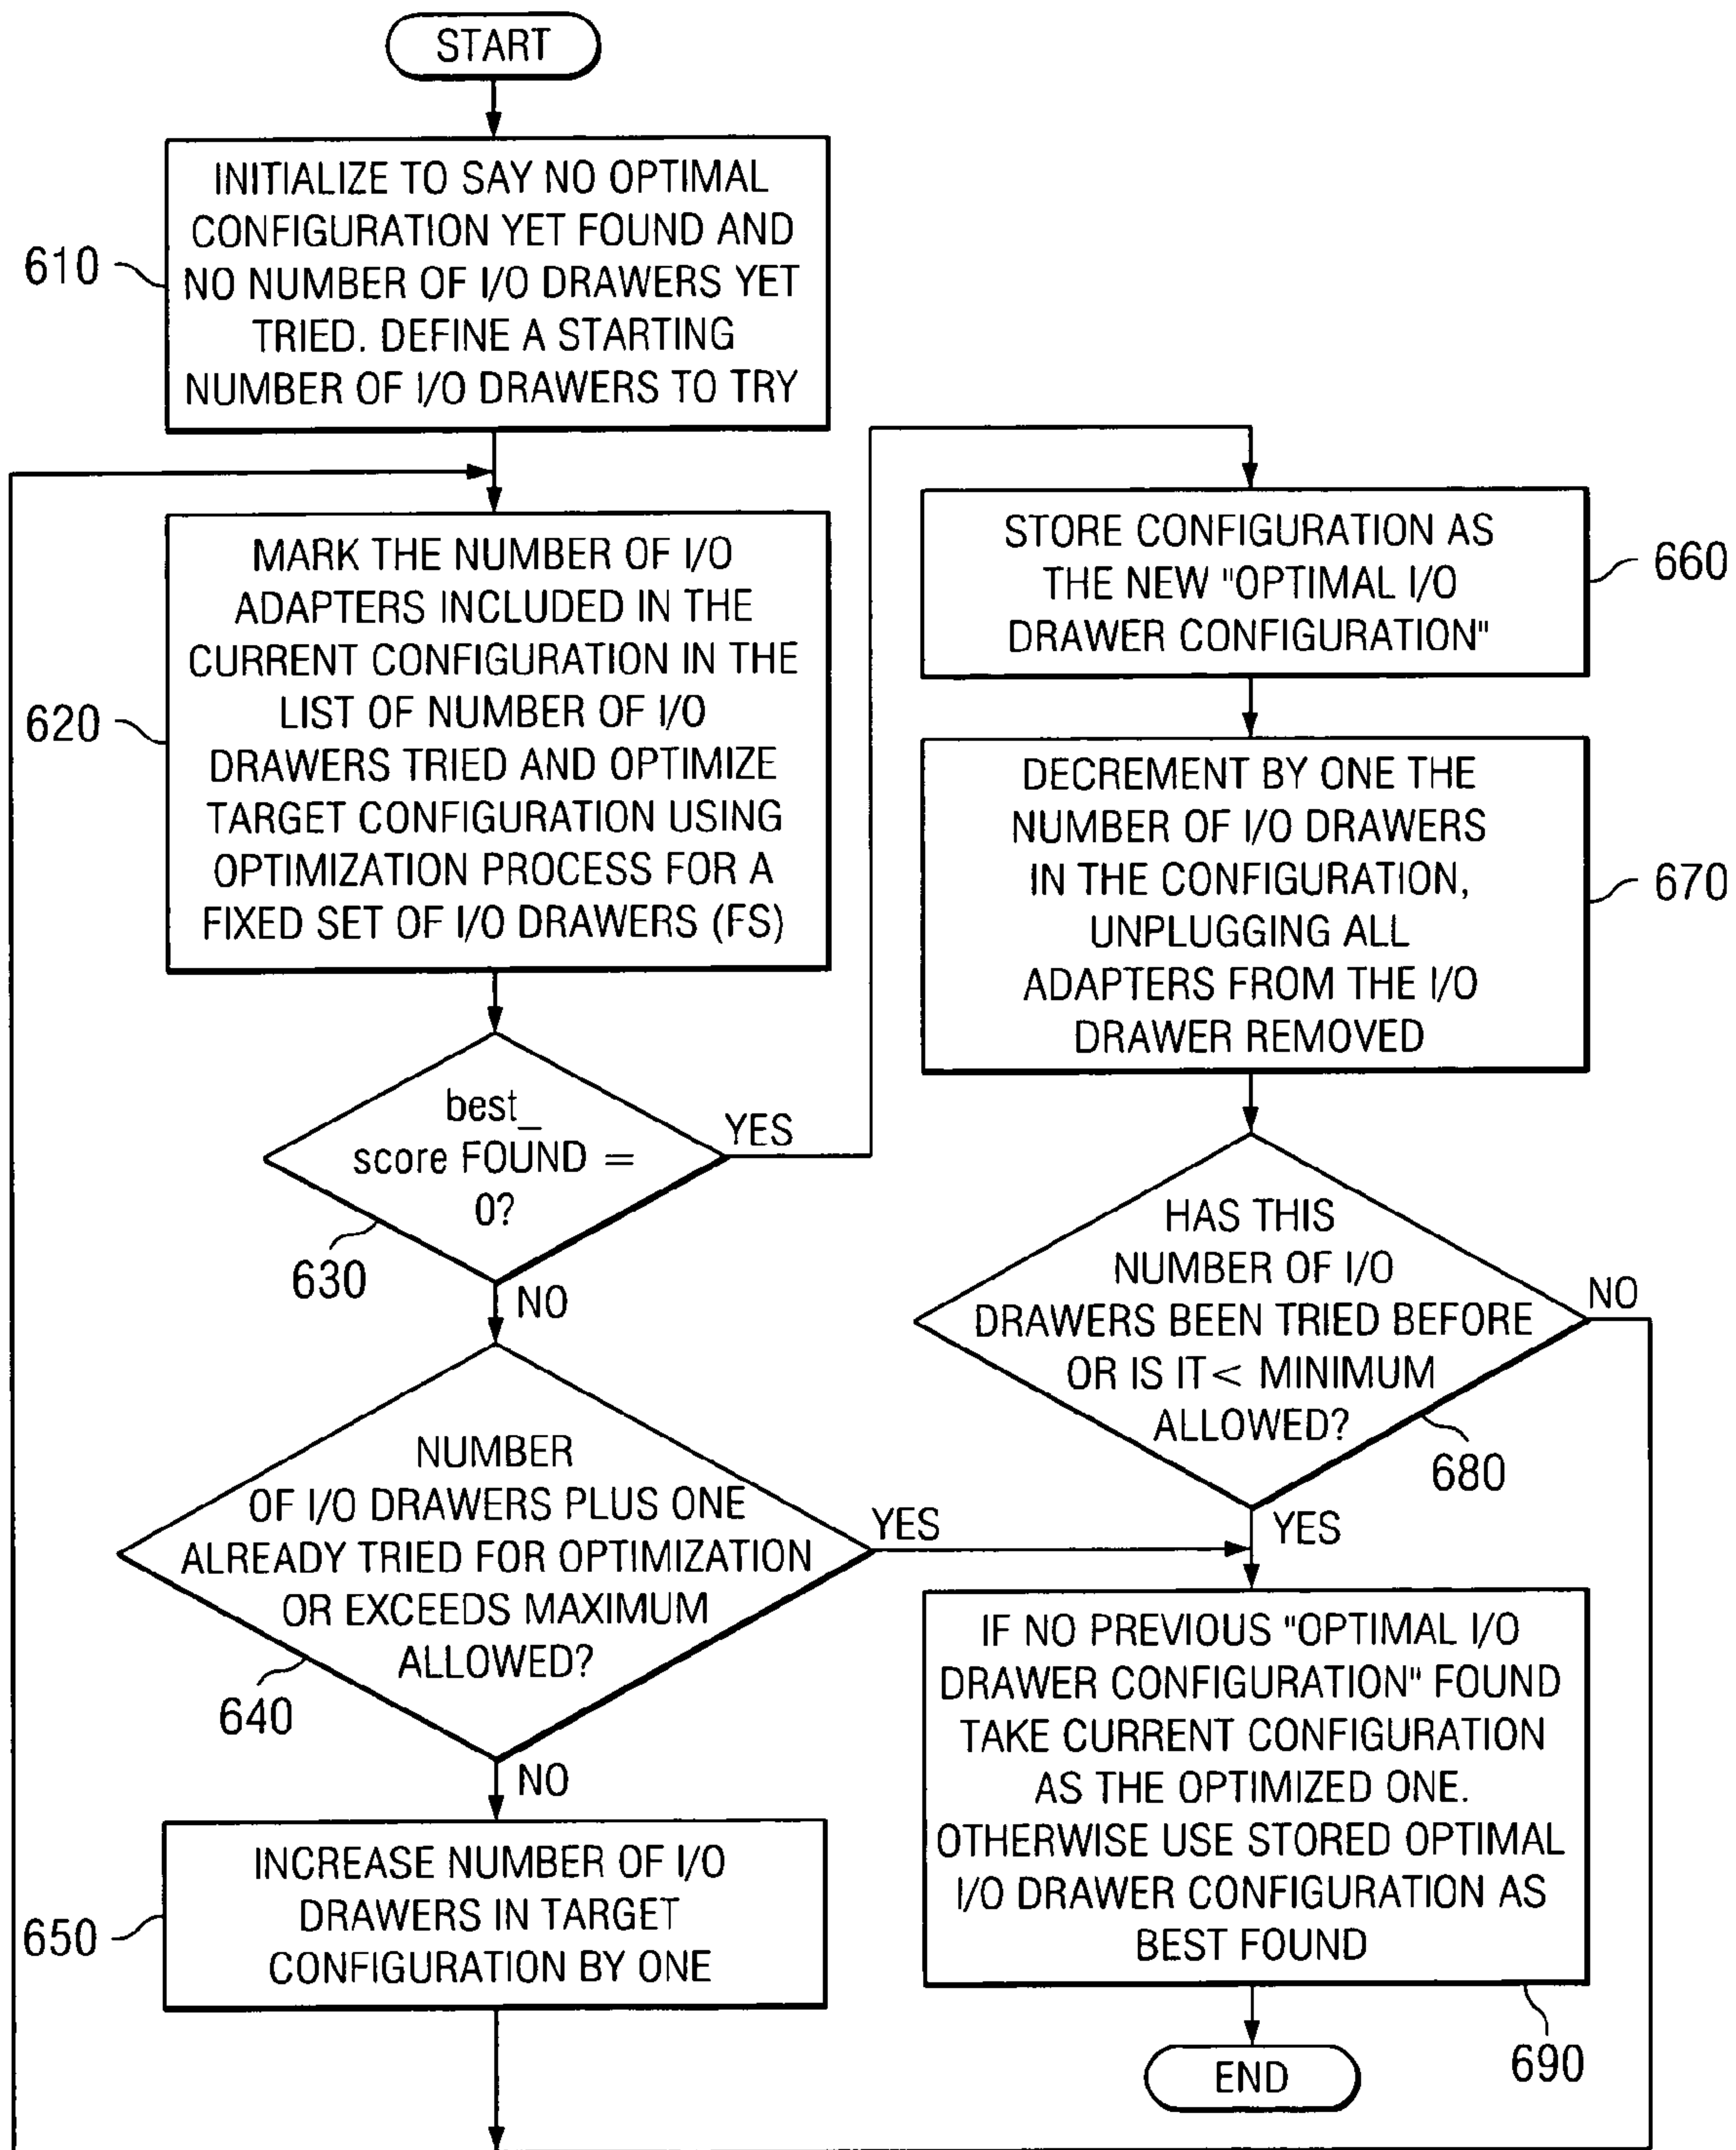 START
INITIALIZE TO SAY NO OPTIMAL
CONFIGURATION YET FOUND AND
NO NUMBER OF I/O DRAWERS YET
TRIED. DEFINE A STARTING
NUMBER OF I/O DRAWERS TO TRY
610
MARK THE NUMBER OF I/O
ADAPTERS INCLUDED IN THE
CURRENT CONFIGURATION IN THE
LIST OF NUMBER OF I/O
DRAWERS TRIED AND OPTIMIZE
TARGET CONFIGURATION USING
OPTIMIZATION PROCESS FOR A
FIXED SET OF I/O DRAWERS (FS)
620
best_
score FOUND =
0?
630
YES
NO
NUMBER
OF I/O DRAWERS PLUS ONE
ALREADY TRIED FOR OPTIMIZATION
OR EXCEEDS MAXIMUM
ALLOWED?
640
YES
NO
INCREASE NUMBER OF I/O
DRAWERS IN TARGET
CONFIGURATION BY ONE
650
STORE CONFIGURATION AS
THE NEW "OPTIMAL I/O
DRAWER CONFIGURATION"
660
DECREMENT BY ONE THE
NUMBER OF I/O DRAWERS
IN THE CONFIGURATION,
UNPLUGGING ALL
ADAPTERS FROM THE I/O
DRAWER REMOVED
670
HAS THIS
NUMBER OF I/O
DRAWERS BEEN TRIED BEFORE
OR IS IT < MINIMUM
ALLOWED?
680
NO
YES
IF NO PREVIOUS "OPTIMAL I/O
DRAWER CONFIGURATION" FOUND
TAKE CURRENT CONFIGURATION
AS THE OPTIMIZED ONE.
OTHERWISE USE STORED OPTIMAL
I/O DRAWER CONFIGURATION AS
BEST FOUND
690
END